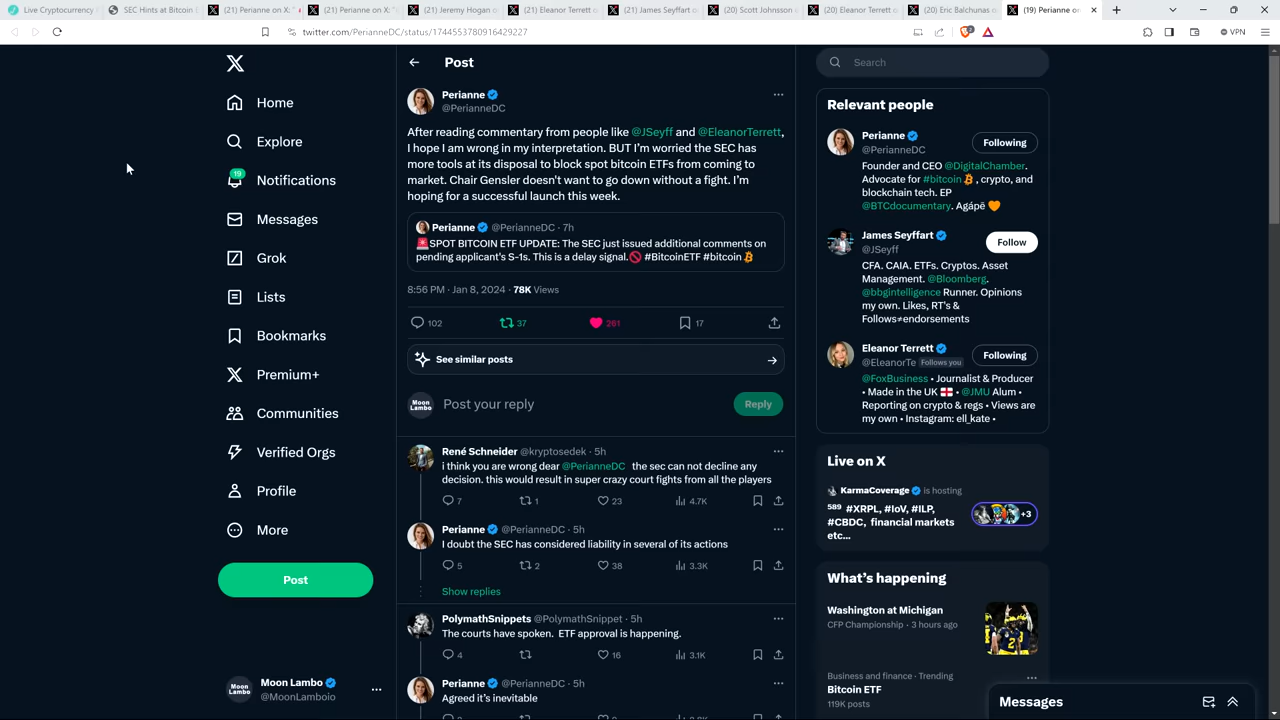 Live Cryptocurrency
SEC Hints at Bitcoin
(21) Perianne on X: "
(21) Perianne on X: "
(21) Jeremy Hogan o
(21) Eleanor Terrett o
(21) James Seyffart o
(20) Scott Johnsson o
(20) Eleanor Terrett o
(20) Eric Balchunas o
(19) Perianne on
twitter.com/PerianneDC/status/1744553780916429227
VPN
Home
Explore
19
Notifications
Messages
Grok
Lists
Bookmarks
Premium+
Communities
Verified Orgs
Profile
More
Post
Moon Lambo
@MoonLamboio
Post
Perianne
@PerianneDC
After reading commentary from people like @JSeyff and @EleanorTerrett,
I hope I am wrong in my interpretation. BUT I'm worried the SEC has
more tools at its disposal to block spot bitcoin ETFs from coming to
market. Chair Gensler doesn't want to go down without a fight. I'm
hoping for a successful launch this week.
Perianne @PerianneDC · 7h
🚨SPOT BITCOIN ETF UPDATE: The SEC just issued additional comments on
pending applicant's S-1s. This is a delay signal.🚫 #BitcoinETF #bitcoin
8:56 PM · Jan 8, 2024 · 78K Views
102 37 261 17
See similar posts
Moon Lambo
Post your reply
Reply
René Schneider @kryptosedek · 5h
i think you are wrong dear @PerianneDC the sec can not decline any
decision. this would result in super crazy court fights from all the players
7 1 23 4.7K
Perianne @PerianneDC · 5h
I doubt the SEC has considered liability in several of its actions
5 2 38 3.3K
Show replies
PolymathSnippets @PolymathSnippet · 5h
The courts have spoken. ETF approval is happening.
4 16 3.1K
Perianne @PerianneDC · 5h
Agreed it's inevitable
Search
Relevant people
Perianne
@PerianneDC
Following
Founder and CEO @DigitalChamber.
Advocate for #bitcoin , crypto, and
blockchain tech. EP
@BTCdocumentary. Agápē 🧡
James Seyffart
@JSeyff
Follow
CFA. CAIA. ETFs. Cryptos. Asset
Management. @Bloomberg.
@bbgintelligence Runner. Opinions
my own. Likes, RT's &
Follows≠endorsements
Eleanor Terrett
@EleanorTe Follows you
Following
@FoxBusiness • Journalist & Producer
• Made in the UK 🏴󠁧󠁢󠁥󠁮󠁧󠁿 • @JMU Alum •
Reporting on crypto & regs • Views are
my own • Instagram: ell_kate •
Live on X
KarmaCoverage is hosting
589 #XRPL, #IoV, #ILP,
#CBDC, financial markets
etc...
+3
What's happening
Washington at Michigan
CFP Championship · 3 hours ago
Business and finance · Trending
Bitcoin ETF
119K posts
Messages